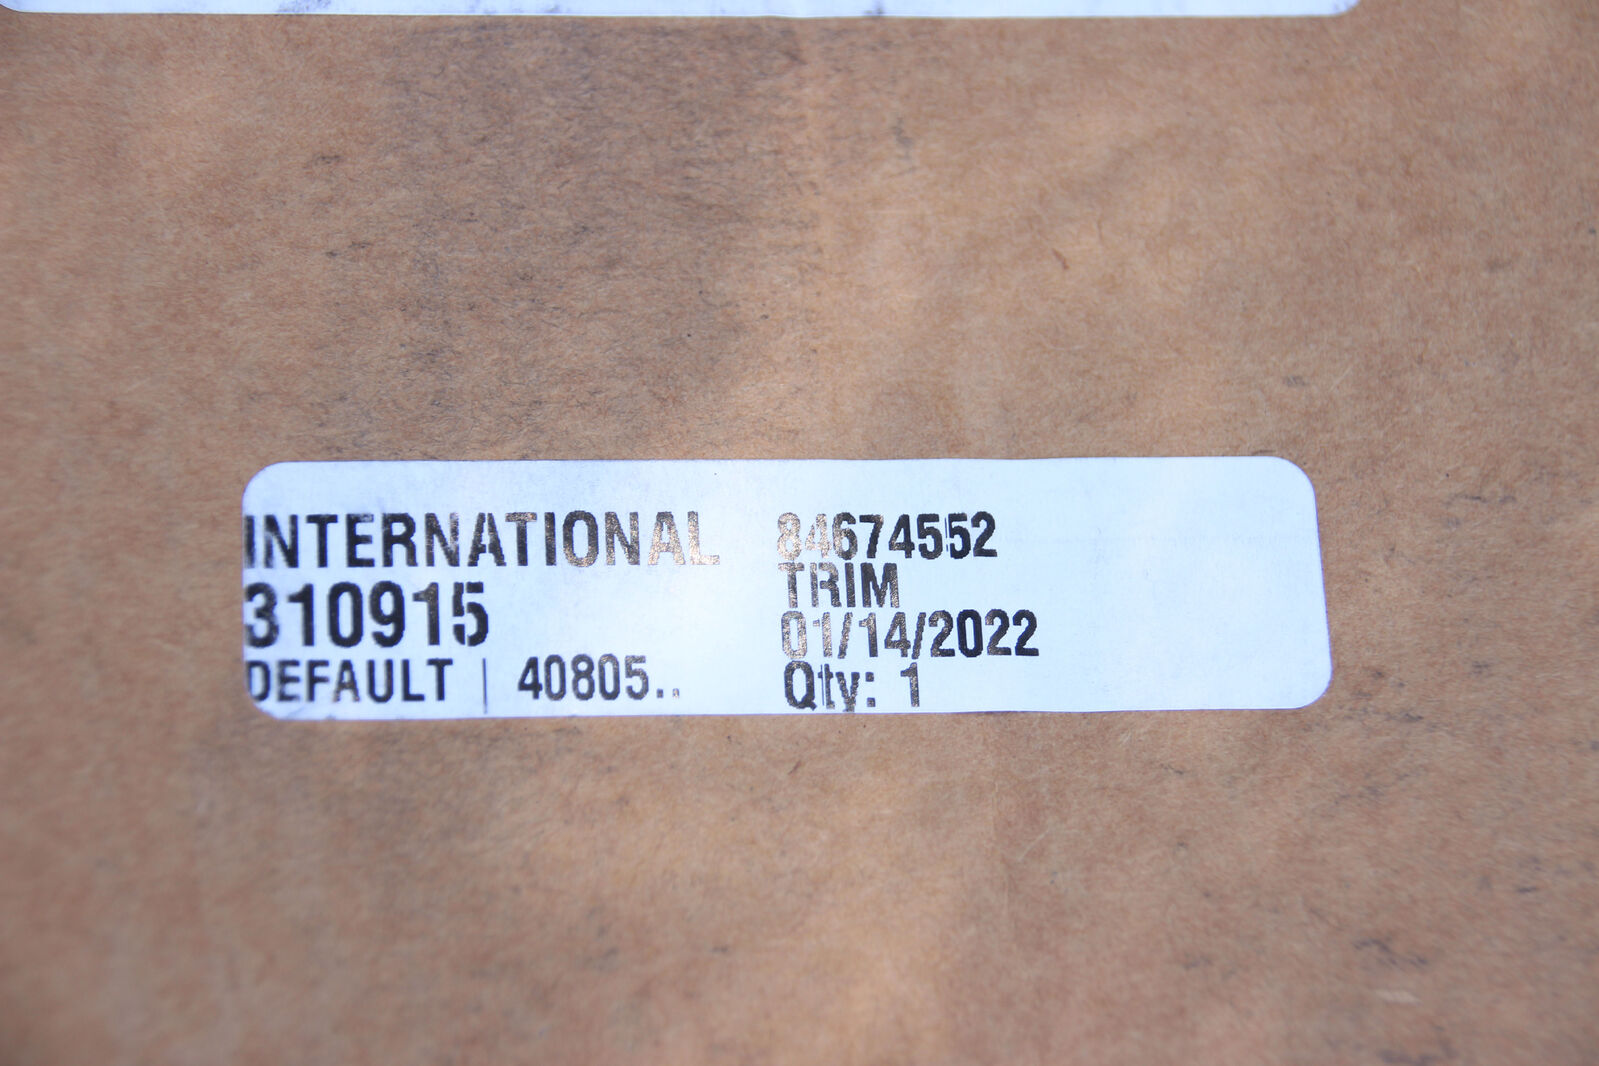 INTERNATIONAL
310915
DEFAULT | 40805..
84674552
TRIM
01/14/2022
Qty: 1